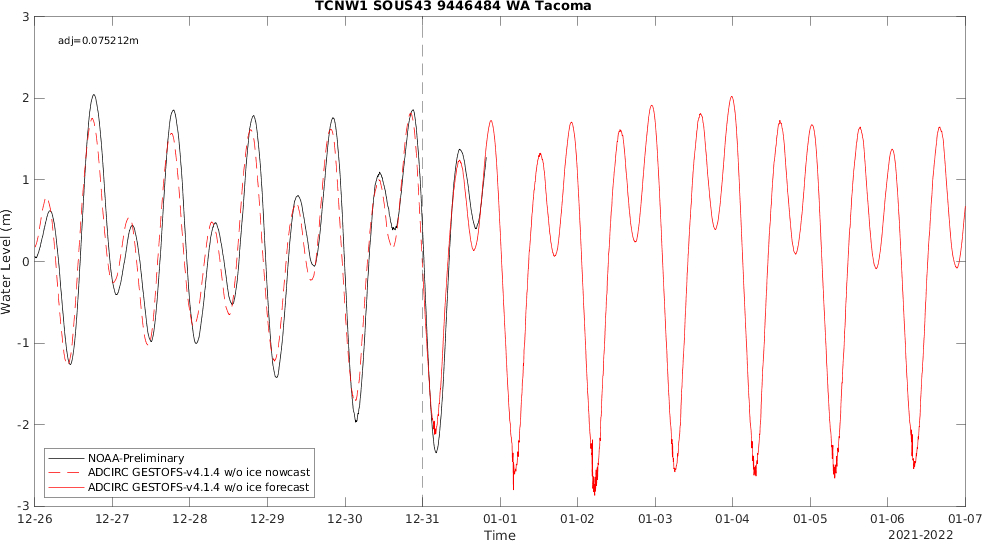 TCNW1 SOUS43 9446484 WA Tacoma
adj=0.075212m
3
2
1
0
-1
-2
-3
Water Level (m)
NOAA-Preliminary
ADCIRC GESTOFS-v4.1.4 w/o ice nowcast
ADCIRC GESTOFS-v4.1.4 w/o ice forecast
12-26 12-27 12-28 12-29 12-30 12-31 01-01 01-02 01-03 01-04 01-05 01-06 01-07
Time
2021-2022